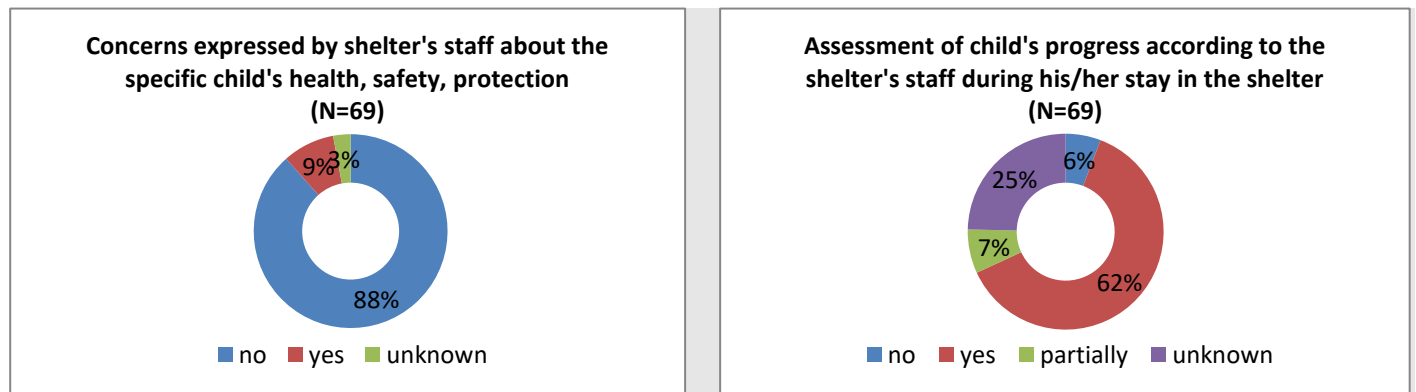 Concerns expressed by shelter's staff about the
specific child's health, safety, protection
(N=69)
9%
3%
88%
no yes unknown
Assessment of child's progress according to the
shelter's staff during his/her stay in the shelter
(N=69)
6%
25%
7%
62%
no yes partially unknown